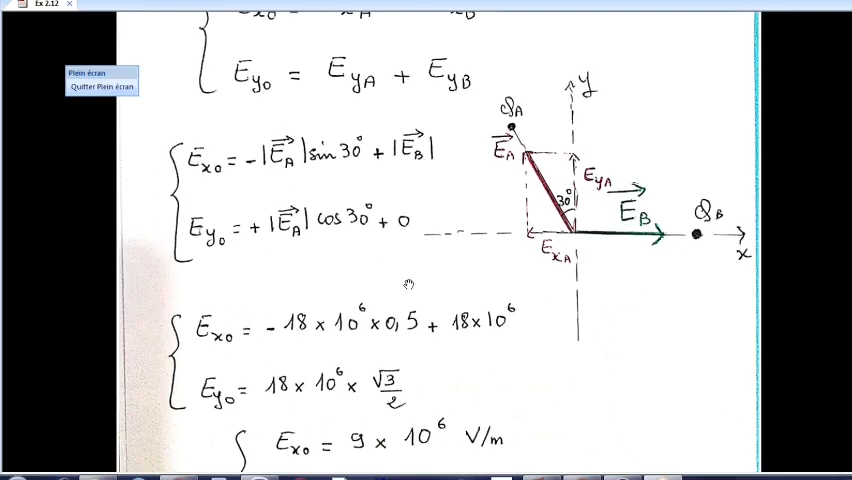 Ex 2.12
Plein écran
Quitter Plein écran
E_y0 = E_yA + E_yB
E_x0 = - |E_A→| sin 30° + |E_B→|
E_y0 = + |E_A→| cos 30° + 0
y
Q_A
E_A→
E_yA
30°
E_B→
Q_B
E_xA
x
E_x0 = - 18 × 10^6 × 0,5 + 18 × 10^6
E_y0 = 18 × 10^6 × √3/2
E_x0 = 9 × 10^6 V/m